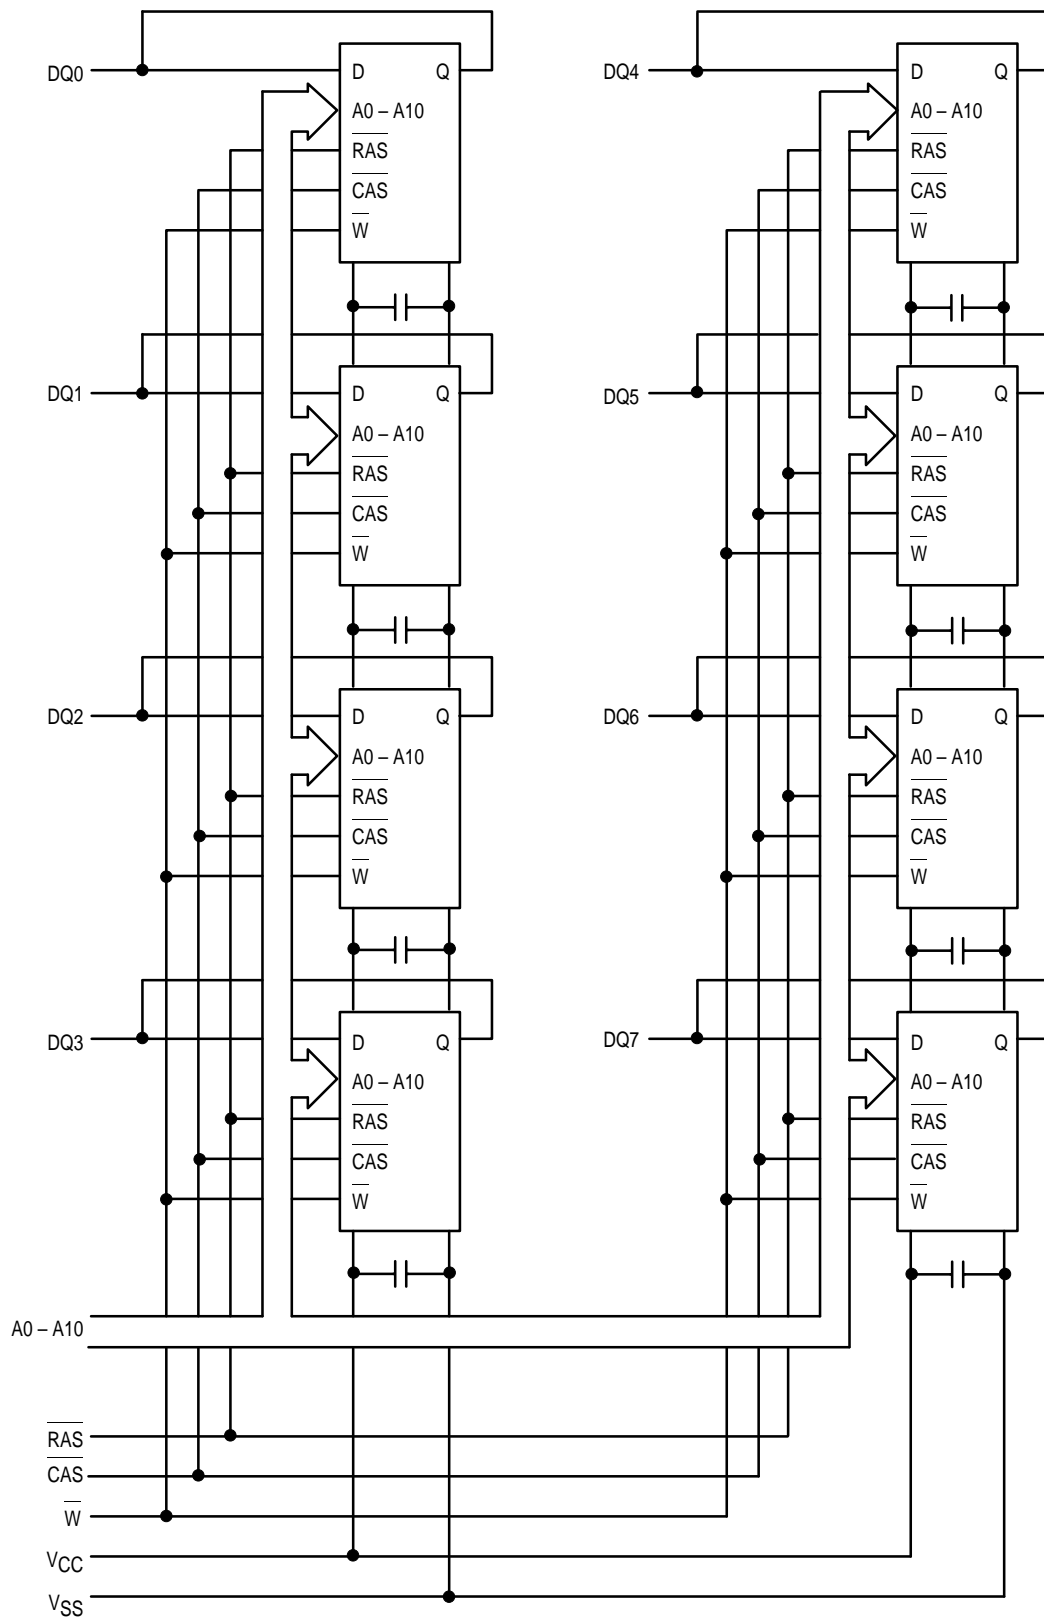 DQ0
D Q
A0 – A10
RAS
CAS
W
DQ4
D Q
A0 – A10
RAS
CAS
W
DQ1
D Q
A0 – A10
RAS
CAS
W
DQ5
D Q
A0 – A10
RAS
CAS
W
DQ2
D Q
A0 – A10
RAS
CAS
W
DQ6
D Q
A0 – A10
RAS
CAS
W
DQ3
D Q
A0 – A10
RAS
CAS
W
DQ7
D Q
A0 – A10
RAS
CAS
W
A0 – A10
RAS
CAS
W
VCC
VSS